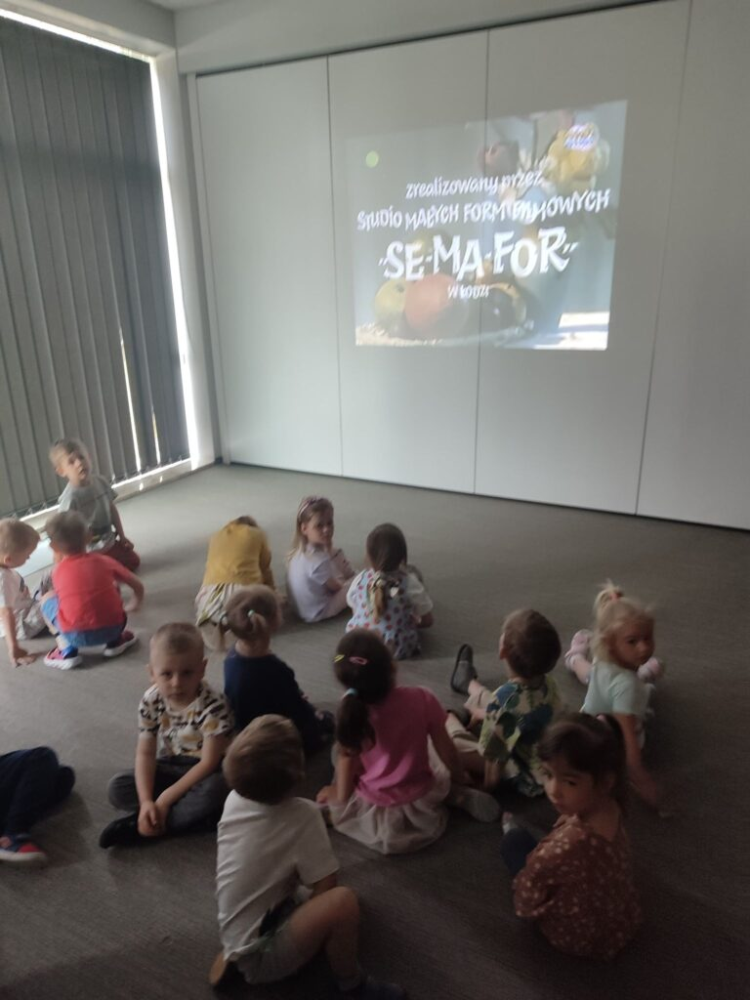 zrealizowany przez
STUDIO MAŁYCH FORM FILMOWYCH
„SE-MA-FOR”
W ŁODZI